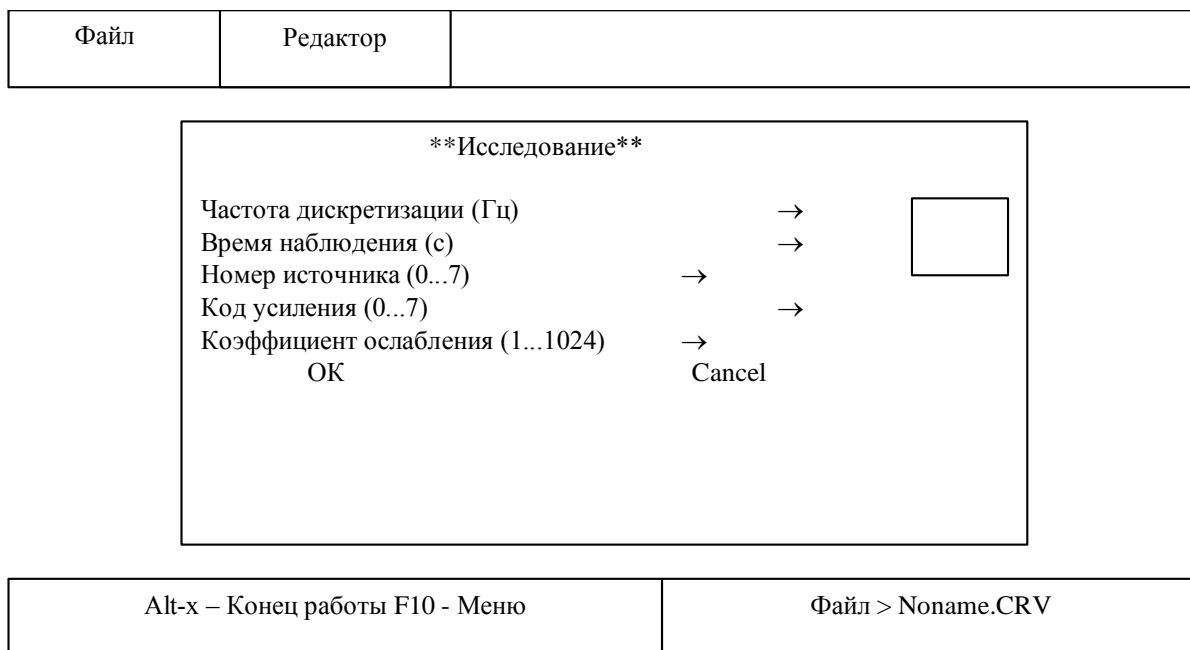 Файл Редактор
**Исследование**
Частота дискретизации (Гц) →
Время наблюдения (с) →
Номер источника (0...7) →
Код усиления (0...7) →
Коэффициент ослабления (1...1024) →
ОК Cancel
Alt-x – Конец работы F10 - Меню Файл > Noname.CRV